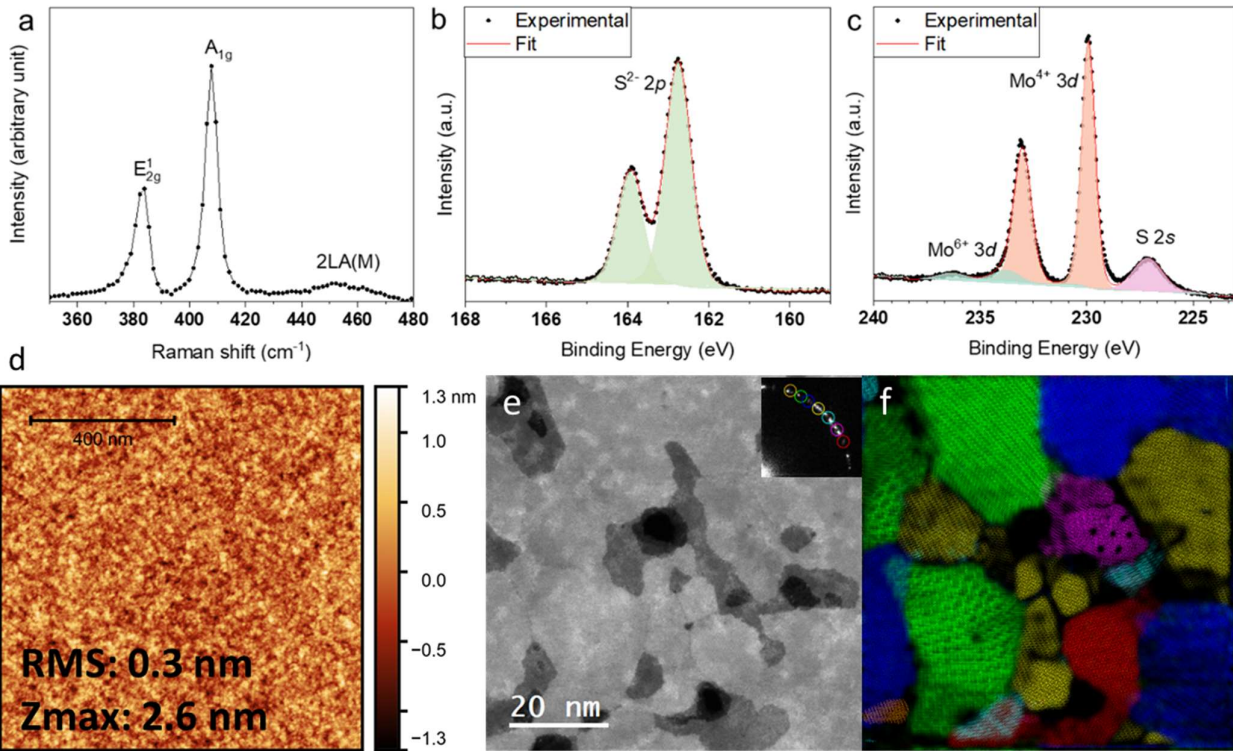 a
Intensity (arbitrary unit)
E¹₂g
A₁g
2LA(M)
360 380 400 420 440 460 480
Raman shift (cm⁻¹)
b
Experimental
Fit
S²⁻ 2p
Intensity (a.u.)
168 166 164 162 160
Binding Energy (eV)
c
Experimental
Fit
Mo⁴⁺ 3d
Mo⁶⁺ 3d
S 2s
Intensity (a.u.)
240 235 230 225
Binding Energy (eV)
d
400 nm
RMS: 0.3 nm
Zmax: 2.6 nm
1.3 nm
1.0
0.5
0.0
−0.5
−1.3
e
20 nm
f